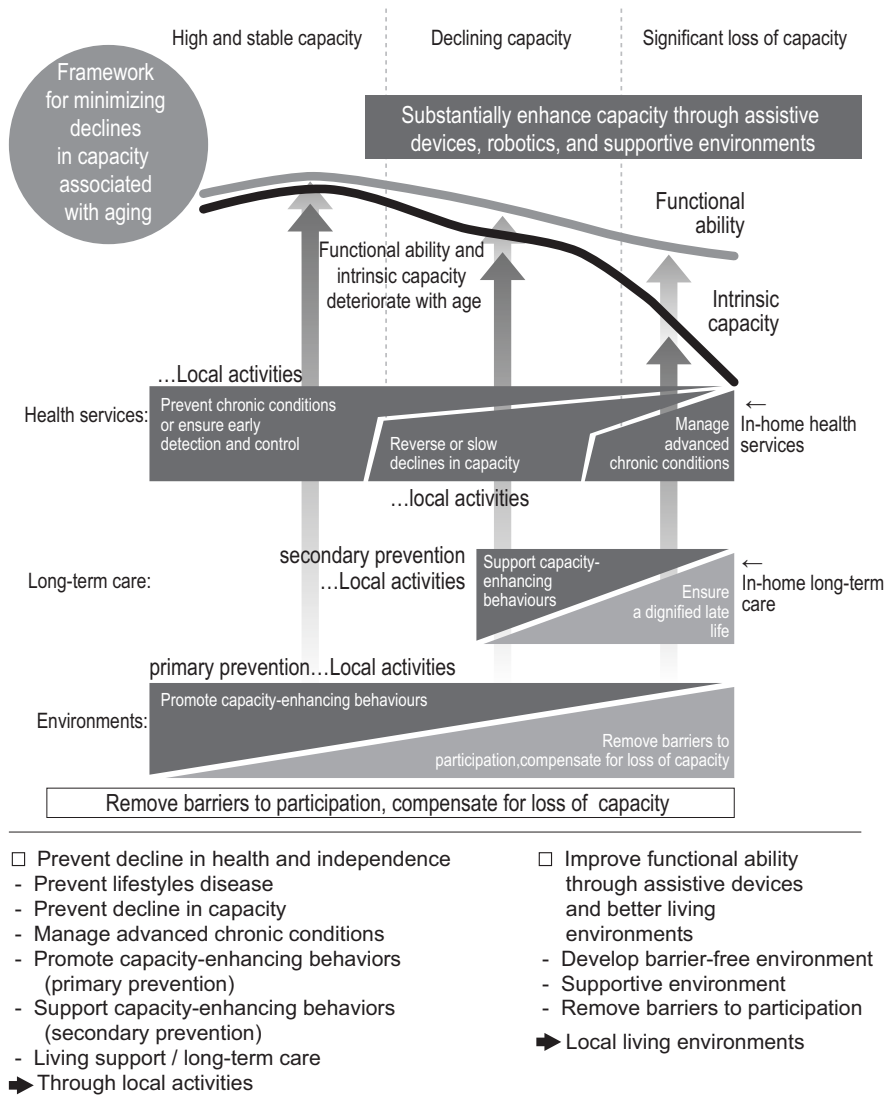 High and stable capacity
Declining capacity
Significant loss of capacity
Framework
for minimizing
declines
in capacity
associated
with aging
Substantially enhance capacity through assistive
devices, robotics, and supportive environments
Functional
ability
Functional ability and
intrinsic capacity
deteriorate with age
Intrinsic
capacity
…Local activities
Health services:
Prevent chronic conditions
or ensure early
detection and control
Reverse or slow
declines in capacity
Manage
advanced
chronic conditions
←
In-home health
services
…local activities
secondary prevention
…Local activities
Long-term care:
Support capacity-
enhancing
behaviours
Ensure
a dignified late
life
←
In-home long-term
care
primary prevention…Local activities
Environments:
Promote capacity-enhancing behaviours
Remove barriers to
participation,compensate for loss of capacity
Remove barriers to participation, compensate for loss of capacity
□ Prevent decline in health and independence
- Prevent lifestyles disease
- Prevent decline in capacity
- Manage advanced chronic conditions
- Promote capacity-enhancing behaviors
(primary prevention)
- Support capacity-enhancing behaviors
(secondary prevention)
- Living support / long-term care
➡ Through local activities
□ Improve functional ability
through assistive devices
and better living
environments
- Develop barrier-free environment
- Supportive environment
- Remove barriers to participation
➡ Local living environments